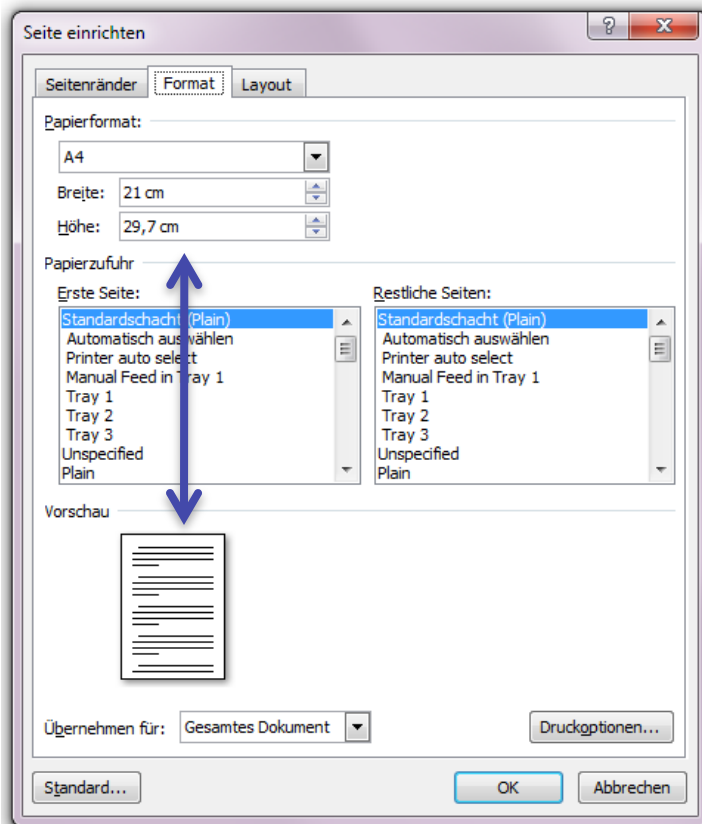 Seite einrichten
Seitenränder Format Layout
Papierformat:
A4
Breite: 21 cm
Höhe: 29,7 cm
Papierzufuhr
Erste Seite:
Standardschacht (Plain)
Automatisch auswählen
Printer auto select
Manual Feed in Tray 1
Tray 1
Tray 2
Tray 3
Unspecified
Plain
Restliche Seiten:
Standardschacht (Plain)
Automatisch auswählen
Printer auto select
Manual Feed in Tray 1
Tray 1
Tray 2
Tray 3
Unspecified
Plain
Vorschau
Übernehmen für: Gesamtes Dokument Druckoptionen...
Standard... OK Abbrechen